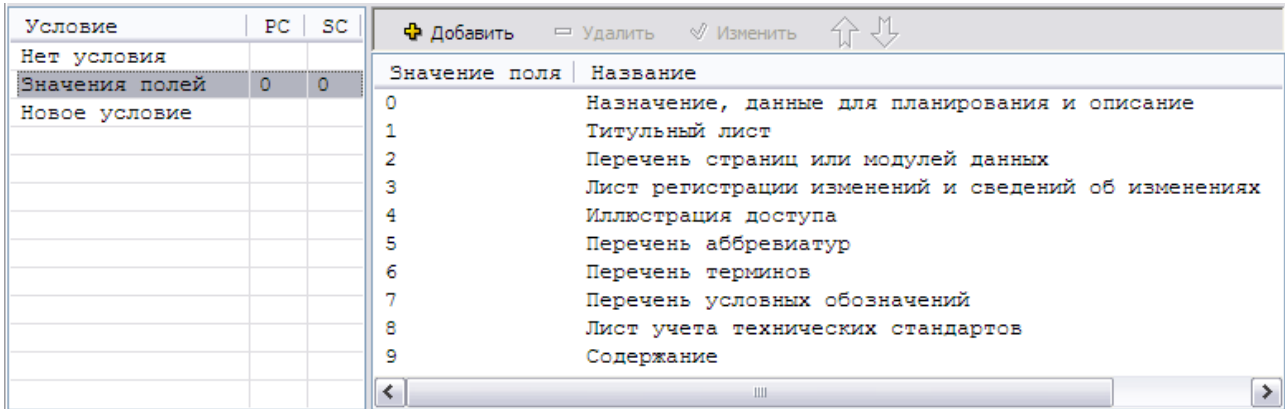 Условие PC SC
Нет условия
Значения полей 0 0
Новое условие
Добавить Удалить Изменить
Значение поля Название
0 Назначение, данные для планирования и описание
1 Титульный лист
2 Перечень страниц или модулей данных
3 Лист регистрации изменений и сведений об изменениях
4 Иллюстрация доступа
5 Перечень аббревиатур
6 Перечень терминов
7 Перечень условных обозначений
8 Лист учета технических стандартов
9 Содержание